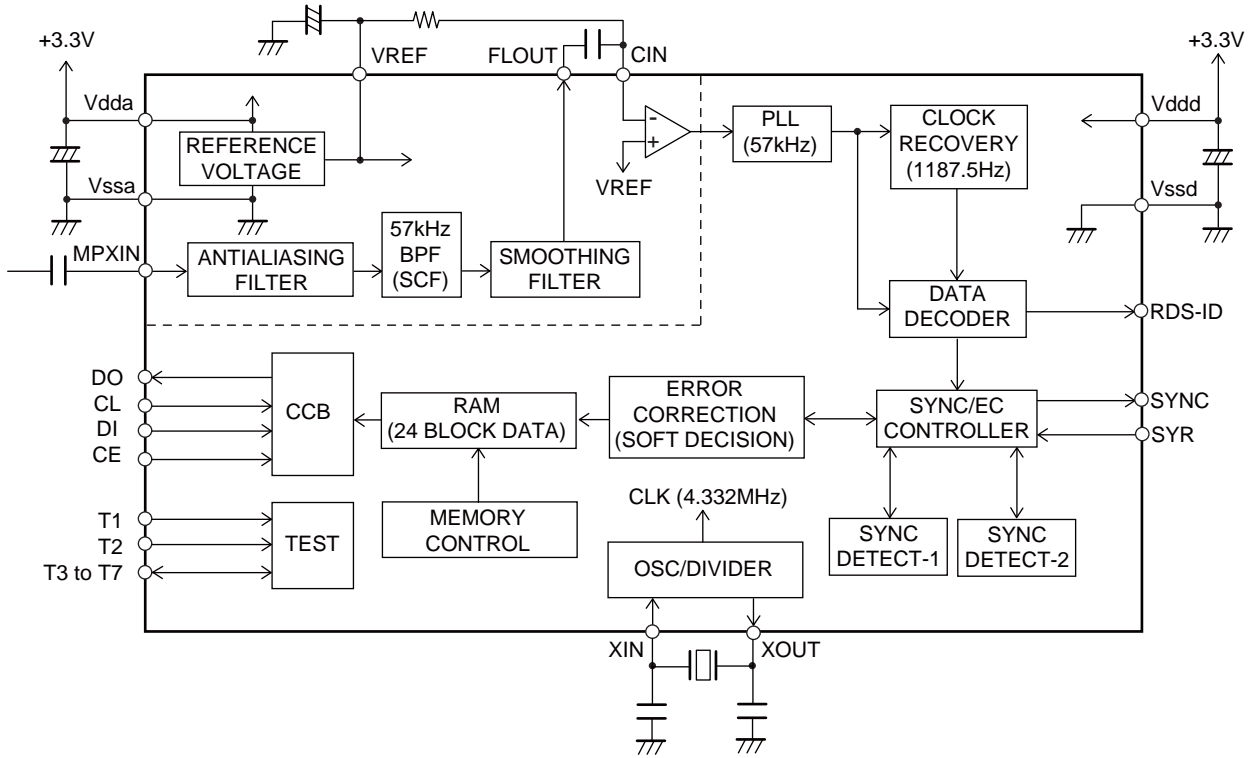 +3.3V
VREF
FLOUT
CIN
+3.3V
Vdda
REFERENCE
VOLTAGE
Vssa
-
+
VREF
PLL
(57kHz)
CLOCK
RECOVERY
(1187.5Hz)
Vddd
Vssd
MPXIN
ANTIALIASING
FILTER
57kHz
BPF
(SCF)
SMOOTHING
FILTER
DATA
DECODER
RDS-ID
DO
CL
DI
CE
CCB
RAM
(24 BLOCK DATA)
ERROR
CORRECTION
(SOFT DECISION)
SYNC/EC
CONTROLLER
SYNC
SYR
T1
T2
T3 to T7
TEST
MEMORY
CONTROL
CLK (4.332MHz)
OSC/DIVIDER
SYNC
DETECT-1
SYNC
DETECT-2
XIN
XOUT